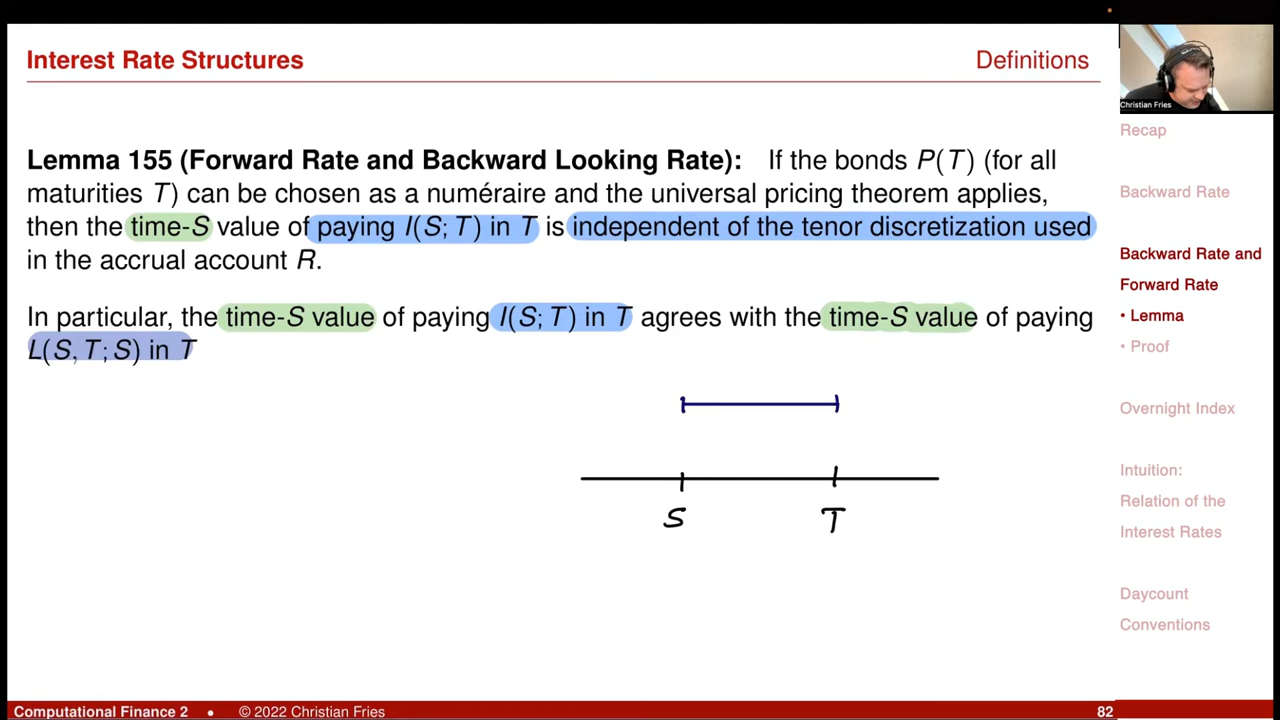 Interest Rate Structures
Definitions
Lemma 155 (Forward Rate and Backward Looking Rate): If the bonds P(T) (for all
maturities T) can be chosen as a numéraire and the universal pricing theorem applies,
then the time-S value of paying I(S; T) in T is independent of the tenor discretization used
in the accrual account R.
In particular, the time-S value of paying I(S; T) in T agrees with the time-S value of paying
L(S, T; S) in T
S T
Christian Fries
Recap
Backward Rate
Backward Rate and
Forward Rate
• Lemma
• Proof
Overnight Index
Intuition:
Relation of the
Interest Rates
Daycount
Conventions
Computational Finance 2 • © 2022 Christian Fries
82